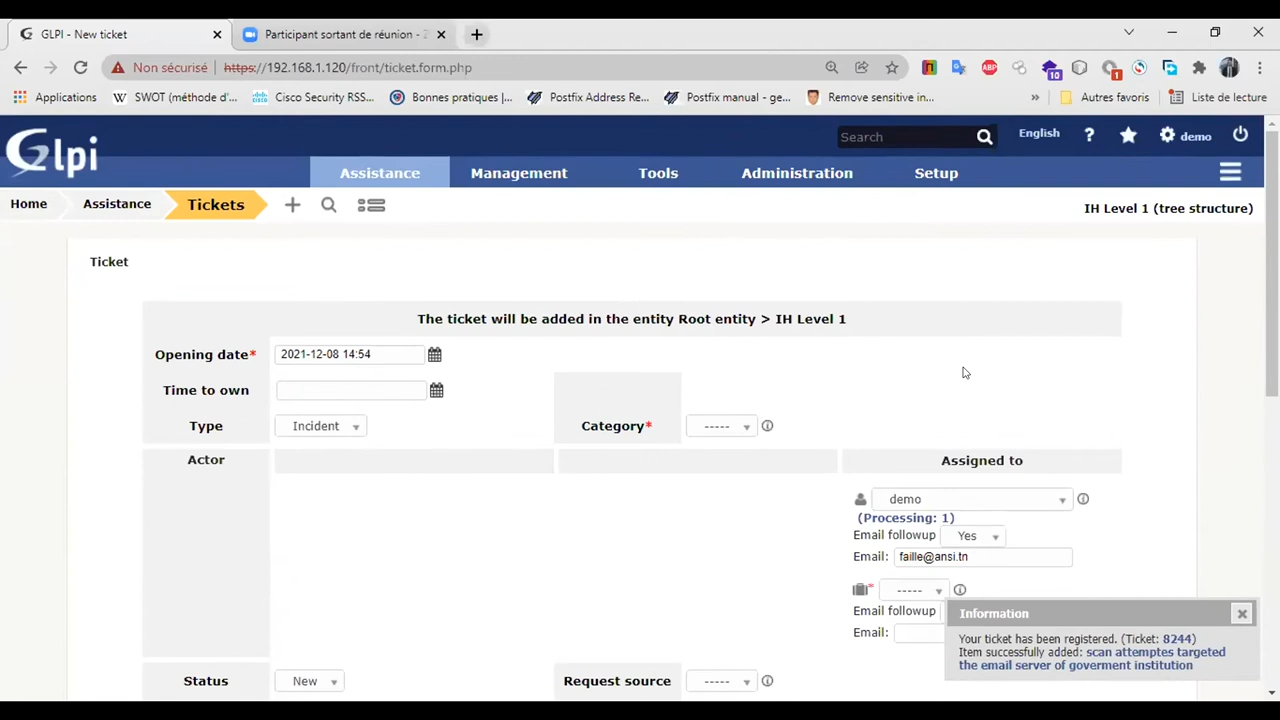 GLPI - New ticket
Participant sortant de réunion -
Non sécurisé
https://192.168.1.120/front/ticket.form.php
10
1
Applications
SWOT (méthode d'...
Cisco Security RSS...
Bonnes pratiques |...
Postfix Address Re...
Postfix manual - ge...
Remove sensitive in...
»
Autres favoris
Liste de lecture
Glpi
Search
English
?
demo
Assistance
Management
Tools
Administration
Setup
Home
Assistance
Tickets
IH Level 1 (tree structure)
Ticket
The ticket will be added in the entity Root entity > IH Level 1
Opening date*
2021-12-08 14:54
Time to own
Type
Incident
Category*
-----
Actor
Assigned to
demo
(Processing: 1)
Email followup
Yes
Email:
faille@ansi.tn
*
-----
Email followup
Email:
Status
New
Request source
-----
Information
Your ticket has been registered. (Ticket: 8244)
Item successfully added: scan attemptes targeted
the email server of goverment institution